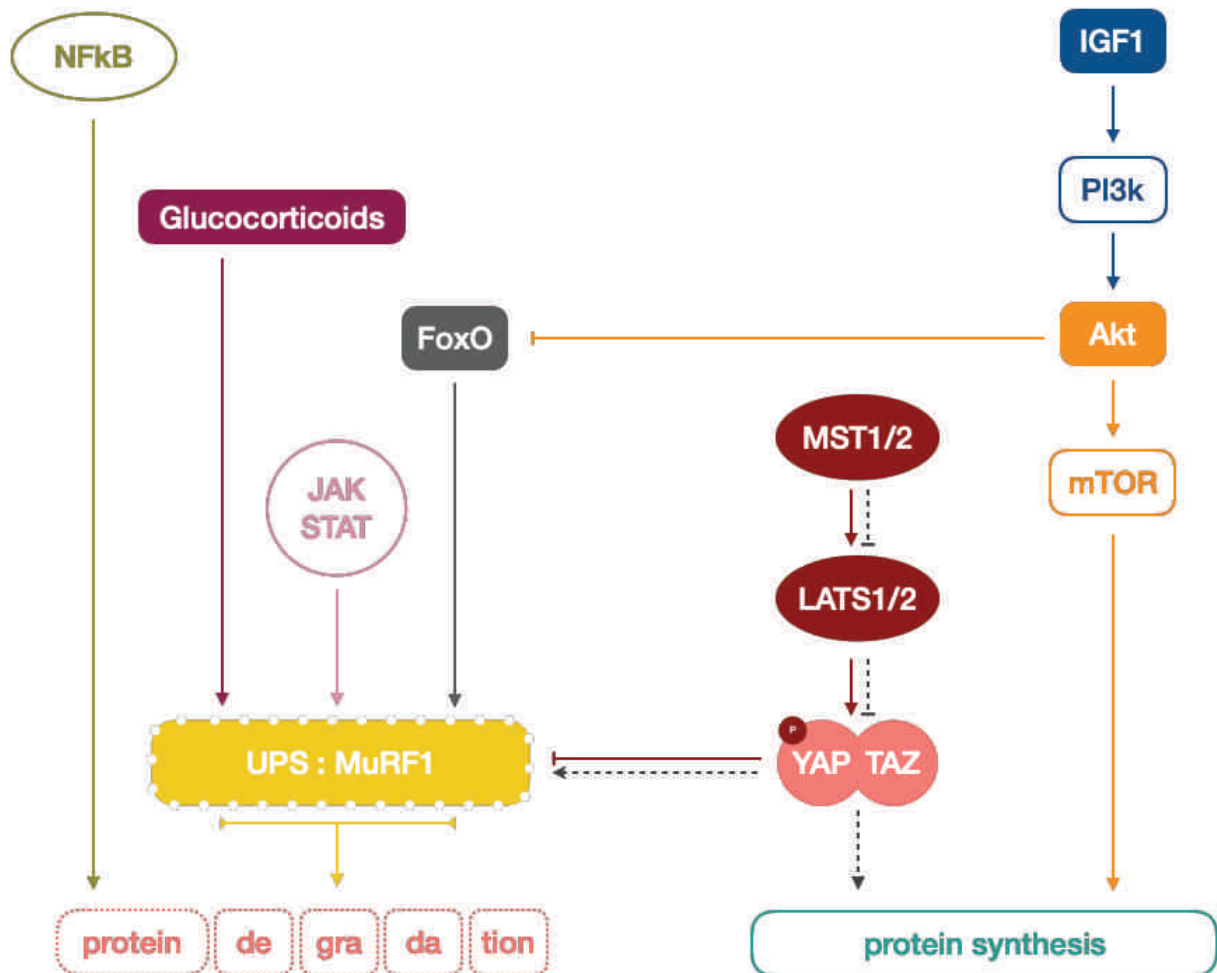 NFkB
IGF1
PI3k
Glucocorticoids
FoxO
Akt
MST1/2
mTOR
JAK
STAT
LATS1/2
P
YAP TAZ
UPS : MuRF1
protein de gra da tion
protein synthesis